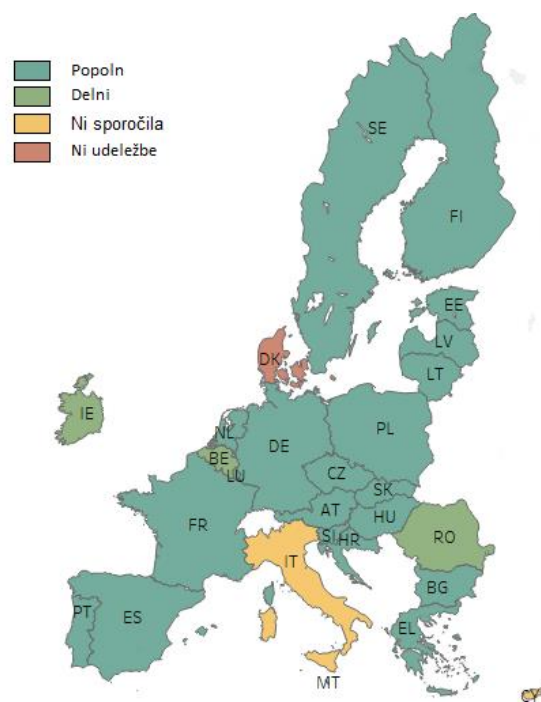 Popoln
Delni
Ni sporočila
Ni udeležbe
SE
FI
EE
LV
LT
DK
IE
NL
BE
LU
DE
PL
CZ
SK
AT
HU
FR
SI
HR
RO
IT
BG
PT
ES
EL
MT
CY